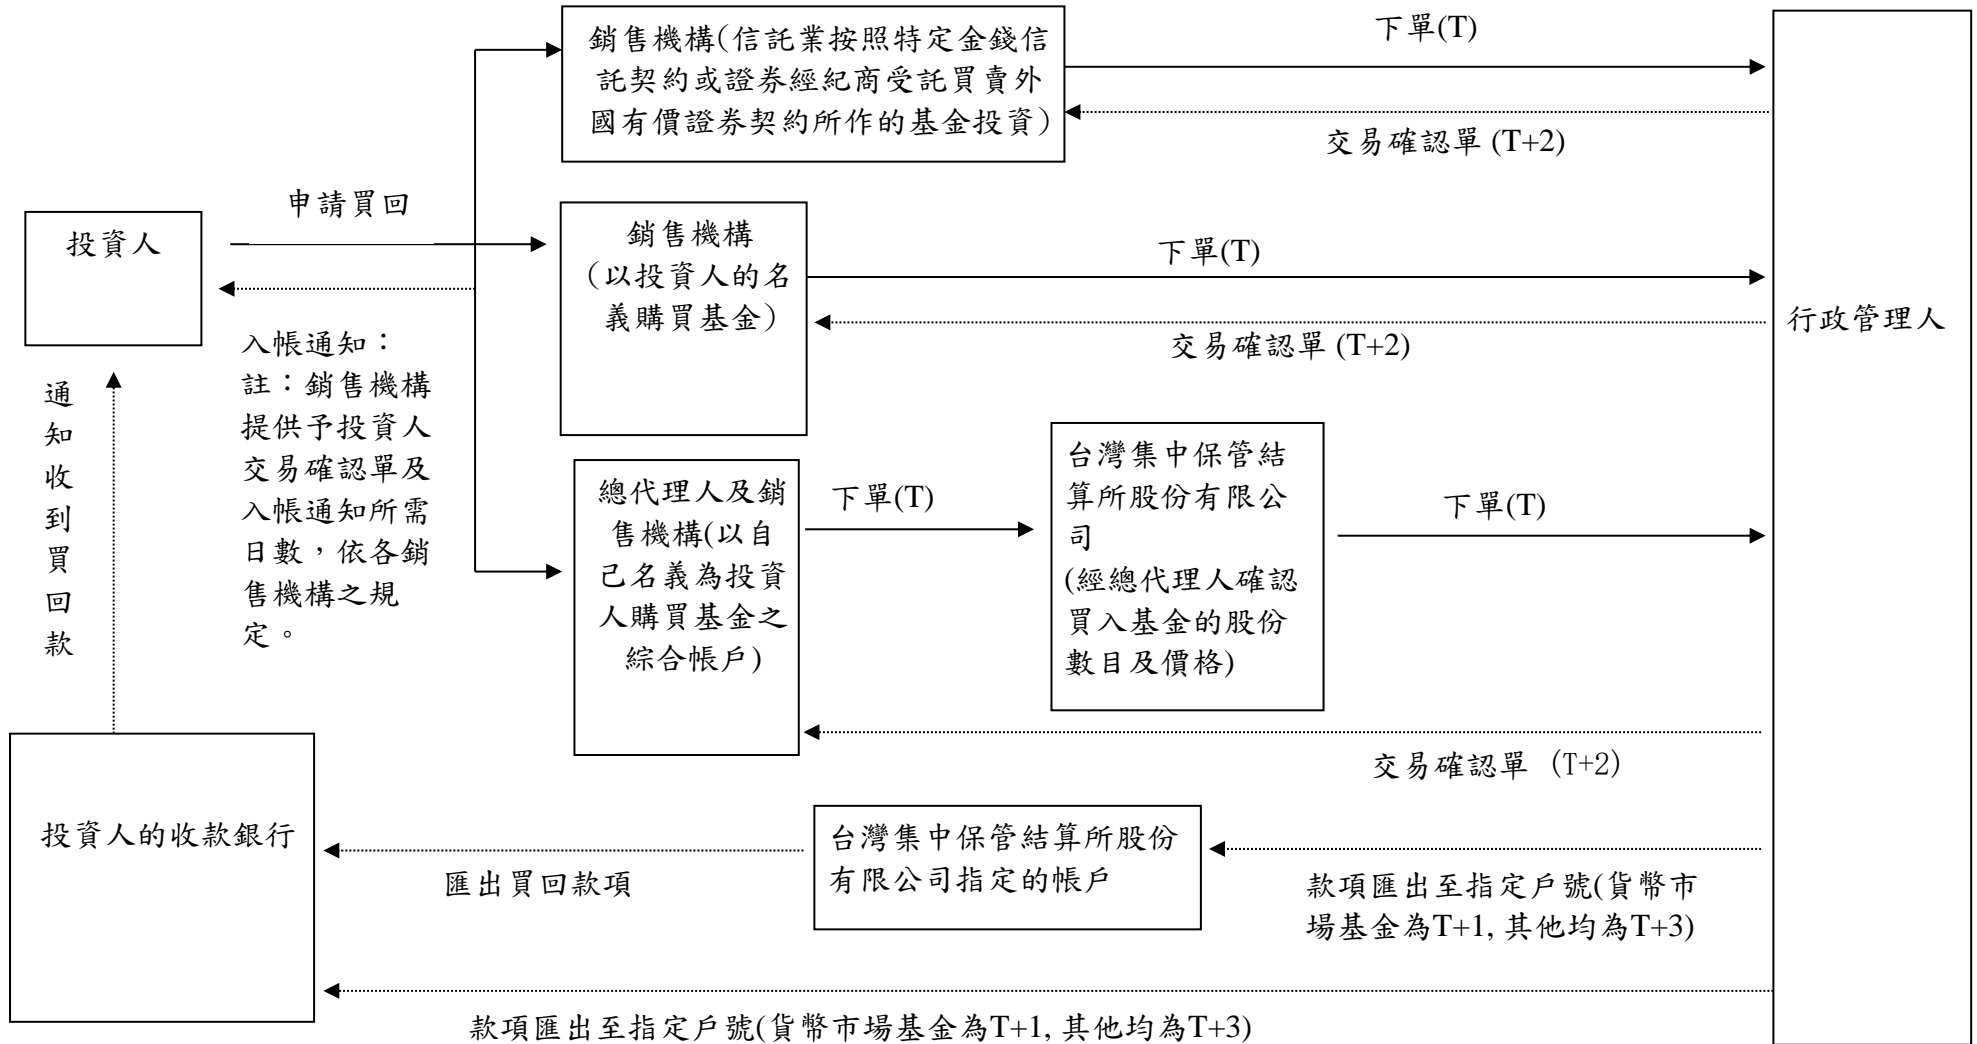 銷售機構(信託業按照特定金錢信
託契約或證券經紀商受託買賣外
國有價證券契約所作的基金投資)
下單(T)
交易確認單 (T+2)
申請買回
投資人
銷售機構
(以投資人的名
義購買基金)
下單(T)
交易確認單 (T+2)
行政管理人
入帳通知：
註：銷售機構
提供予投資人
交易確認單及
入帳通知所需
日數，依各銷
售機構之規
定。
通
知
收
到
買
回
款
總代理人及銷
售機構(以自
己名義為投資
人購買基金之
綜合帳戶)
下單(T)
台灣集中保管結
算所股份有限公
司
(經總代理人確認
買入基金的股份
數目及價格)
下單(T)
交易確認單 (T+2)
投資人的收款銀行
匯出買回款項
台灣集中保管結算所股份
有限公司指定的帳戶
款項匯出至指定戶號(貨幣市
場基金為T+1, 其他均為T+3)
款項匯出至指定戶號(貨幣市場基金為T+1, 其他均為T+3)